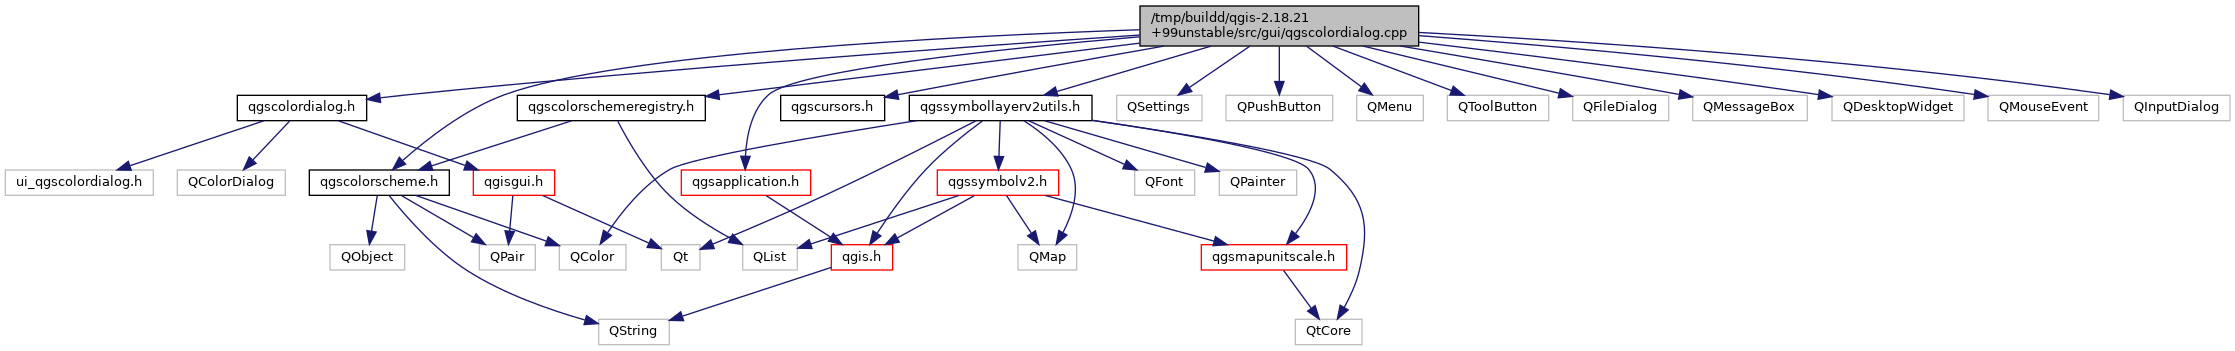 /tmp/buildd/qgis-2.18.21
+99unstable/src/gui/qgscolordialog.cpp
qgscolordialog.h
qgscolorschemeregistry.h
qgscursors.h
qgssymbollayerv2utils.h
QSettings
QPushButton
QMenu
QToolButton
QFileDialog
QMessageBox
QDesktopWidget
QMouseEvent
QInputDialog
ui_qgscolordialog.h
QColorDialog
qgscolorscheme.h
qgisgui.h
qgsapplication.h
qgssymbolv2.h
QFont
QPainter
QObject
QPair
QColor
Qt
QList
qgis.h
QMap
qgsmapunitscale.h
QString
QtCore